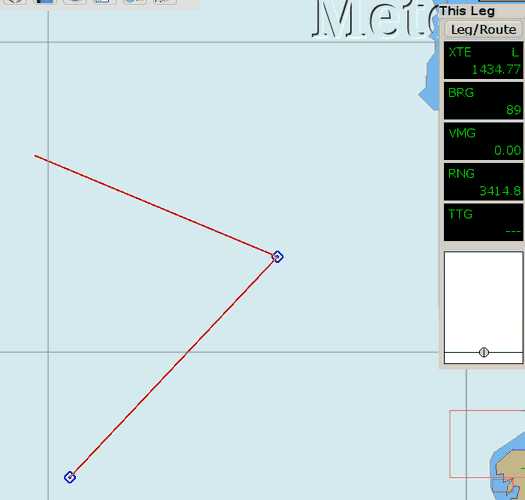 This Leg
Leg/Route
XTE L
1434.77
BRG
89
VMG
0.00
RNG
3414.8
TTG
---